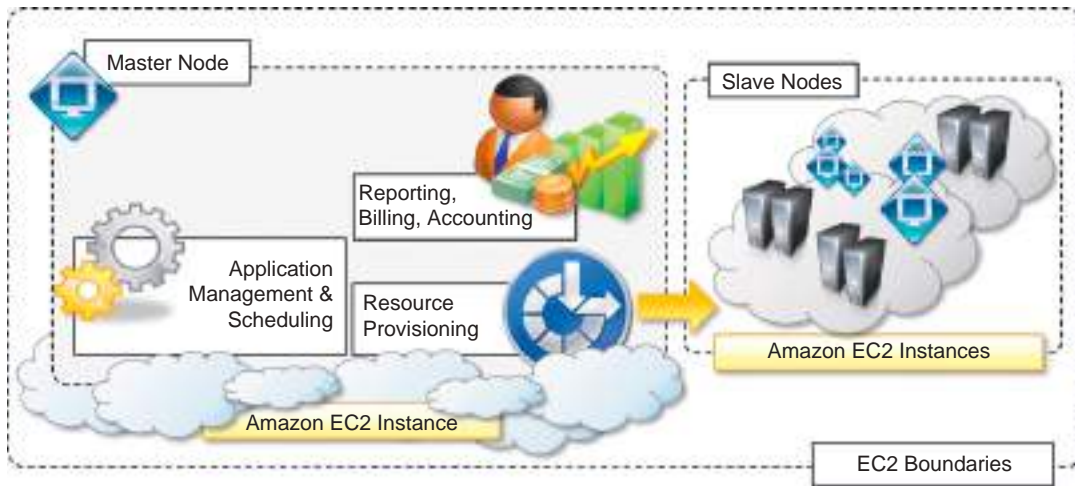 Master Node
Slave Nodes
Reporting,
Billing, Accounting
Application
Management &
Scheduling
Resource
Provisioning
Amazon EC2 Instances
Amazon EC2 Instance
EC2 Boundaries